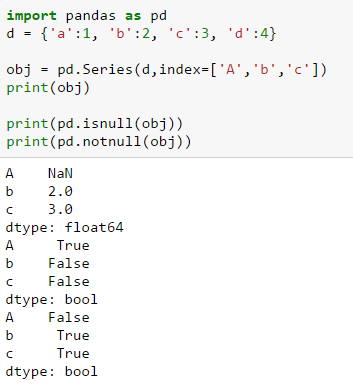 import pandas as pd
d = {'a':1, 'b':2, 'c':3, 'd':4}
obj = pd.Series(d,index=['A','b','c'])
print(obj)
print(pd.isnull(obj))
print(pd.notnull(obj))
A    NaN
b    2.0
c    3.0
dtype: float64
A     True
b    False
c    False
dtype: bool
A    False
b     True
c     True
dtype: bool